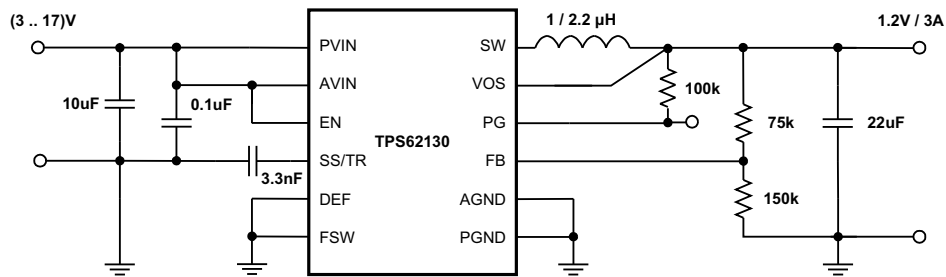 (3 .. 17)V
1 / 2.2 µH
1.2V / 3A
PVIN
SW
AVIN
VOS
100k
10uF
0.1uF
EN
PG
TPS62130
75k
22uF
SS/TR
FB
3.3nF
DEF
AGND
150k
FSW
PGND